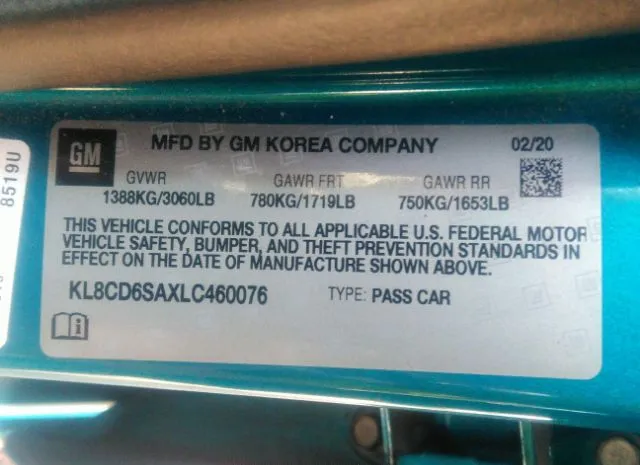 GM
MFD BY GM KOREA COMPANY 02/20
GVWR GAWR FRT GAWR RR
1388KG/3060LB 780KG/1719LB 750KG/1653LB
THIS VEHICLE CONFORMS TO ALL APPLICABLE U.S. FEDERAL MOTOR
VEHICLE SAFETY, BUMPER, AND THEFT PREVENTION STANDARDS IN
EFFECT ON THE DATE OF MANUFACTURE SHOWN ABOVE.
KL8CD6SAXLC460076 TYPE: PASS CAR
8519U